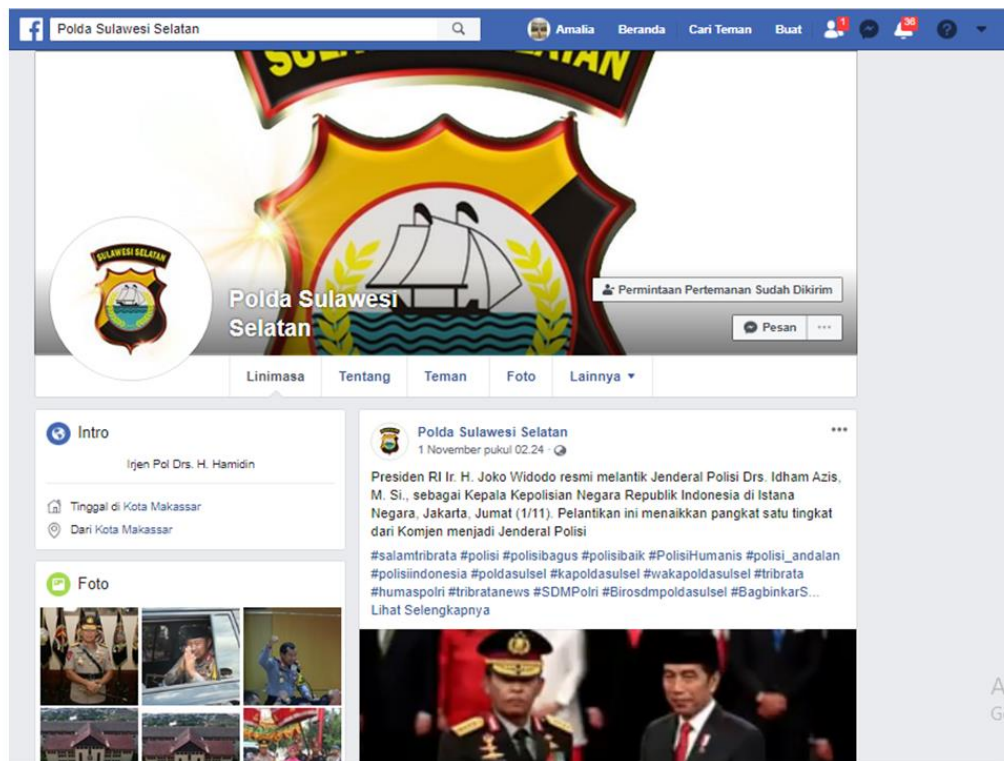 Polda Sulawesi Selatan
Amalia
Beranda
Cari Teman
Buat
1
36
SULAWESI SELATAN
Polda Sulawesi
Selatan
Permintaan Pertemanan Sudah Dikirim
Pesan
Linimasa
Tentang
Teman
Foto
Lainnya
Intro
Irjen Pol Drs. H. Hamidin
Tinggal di Kota Makassar
Dari Kota Makassar
Foto
Polda Sulawesi Selatan
1 November pukul 02.24
Presiden RI Ir. H. Joko Widodo resmi melantik Jenderal Polisi Drs. Idham Azis,
M. Si., sebagai Kepala Kepolisian Negara Republik Indonesia di Istana
Negara, Jakarta, Jumat (1/11). Pelantikan ini menaikkan pangkat satu tingkat
dari Komjen menjadi Jenderal Polisi
#salamtribrata #polisi #polisibagus #polisibaik #PolisiHumanis #polisi_andalan
#polisiindonesia #poldasulsel #kapoldasulsel #wakapoldasulsel #tribrata
#humaspolri #tribratanews #SDMPolri #Birosdmpoldasulsel #BagbinkarS...
Lihat Selengkapnya